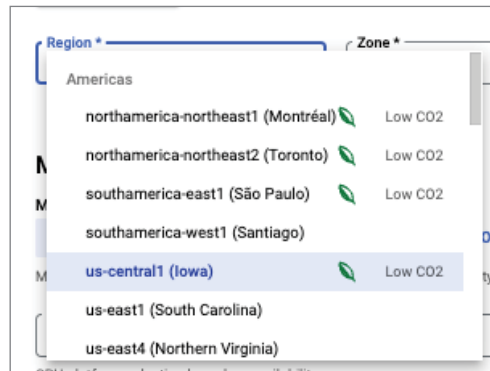 Region *
Zone *
Americas
northamerica-northeast1 (Montréal) Low CO2
northamerica-northeast2 (Toronto) Low CO2
southamerica-east1 (São Paulo) Low CO2
southamerica-west1 (Santiago)
us-central1 (Iowa) Low CO2
us-east1 (South Carolina)
us-east4 (Northern Virginia)